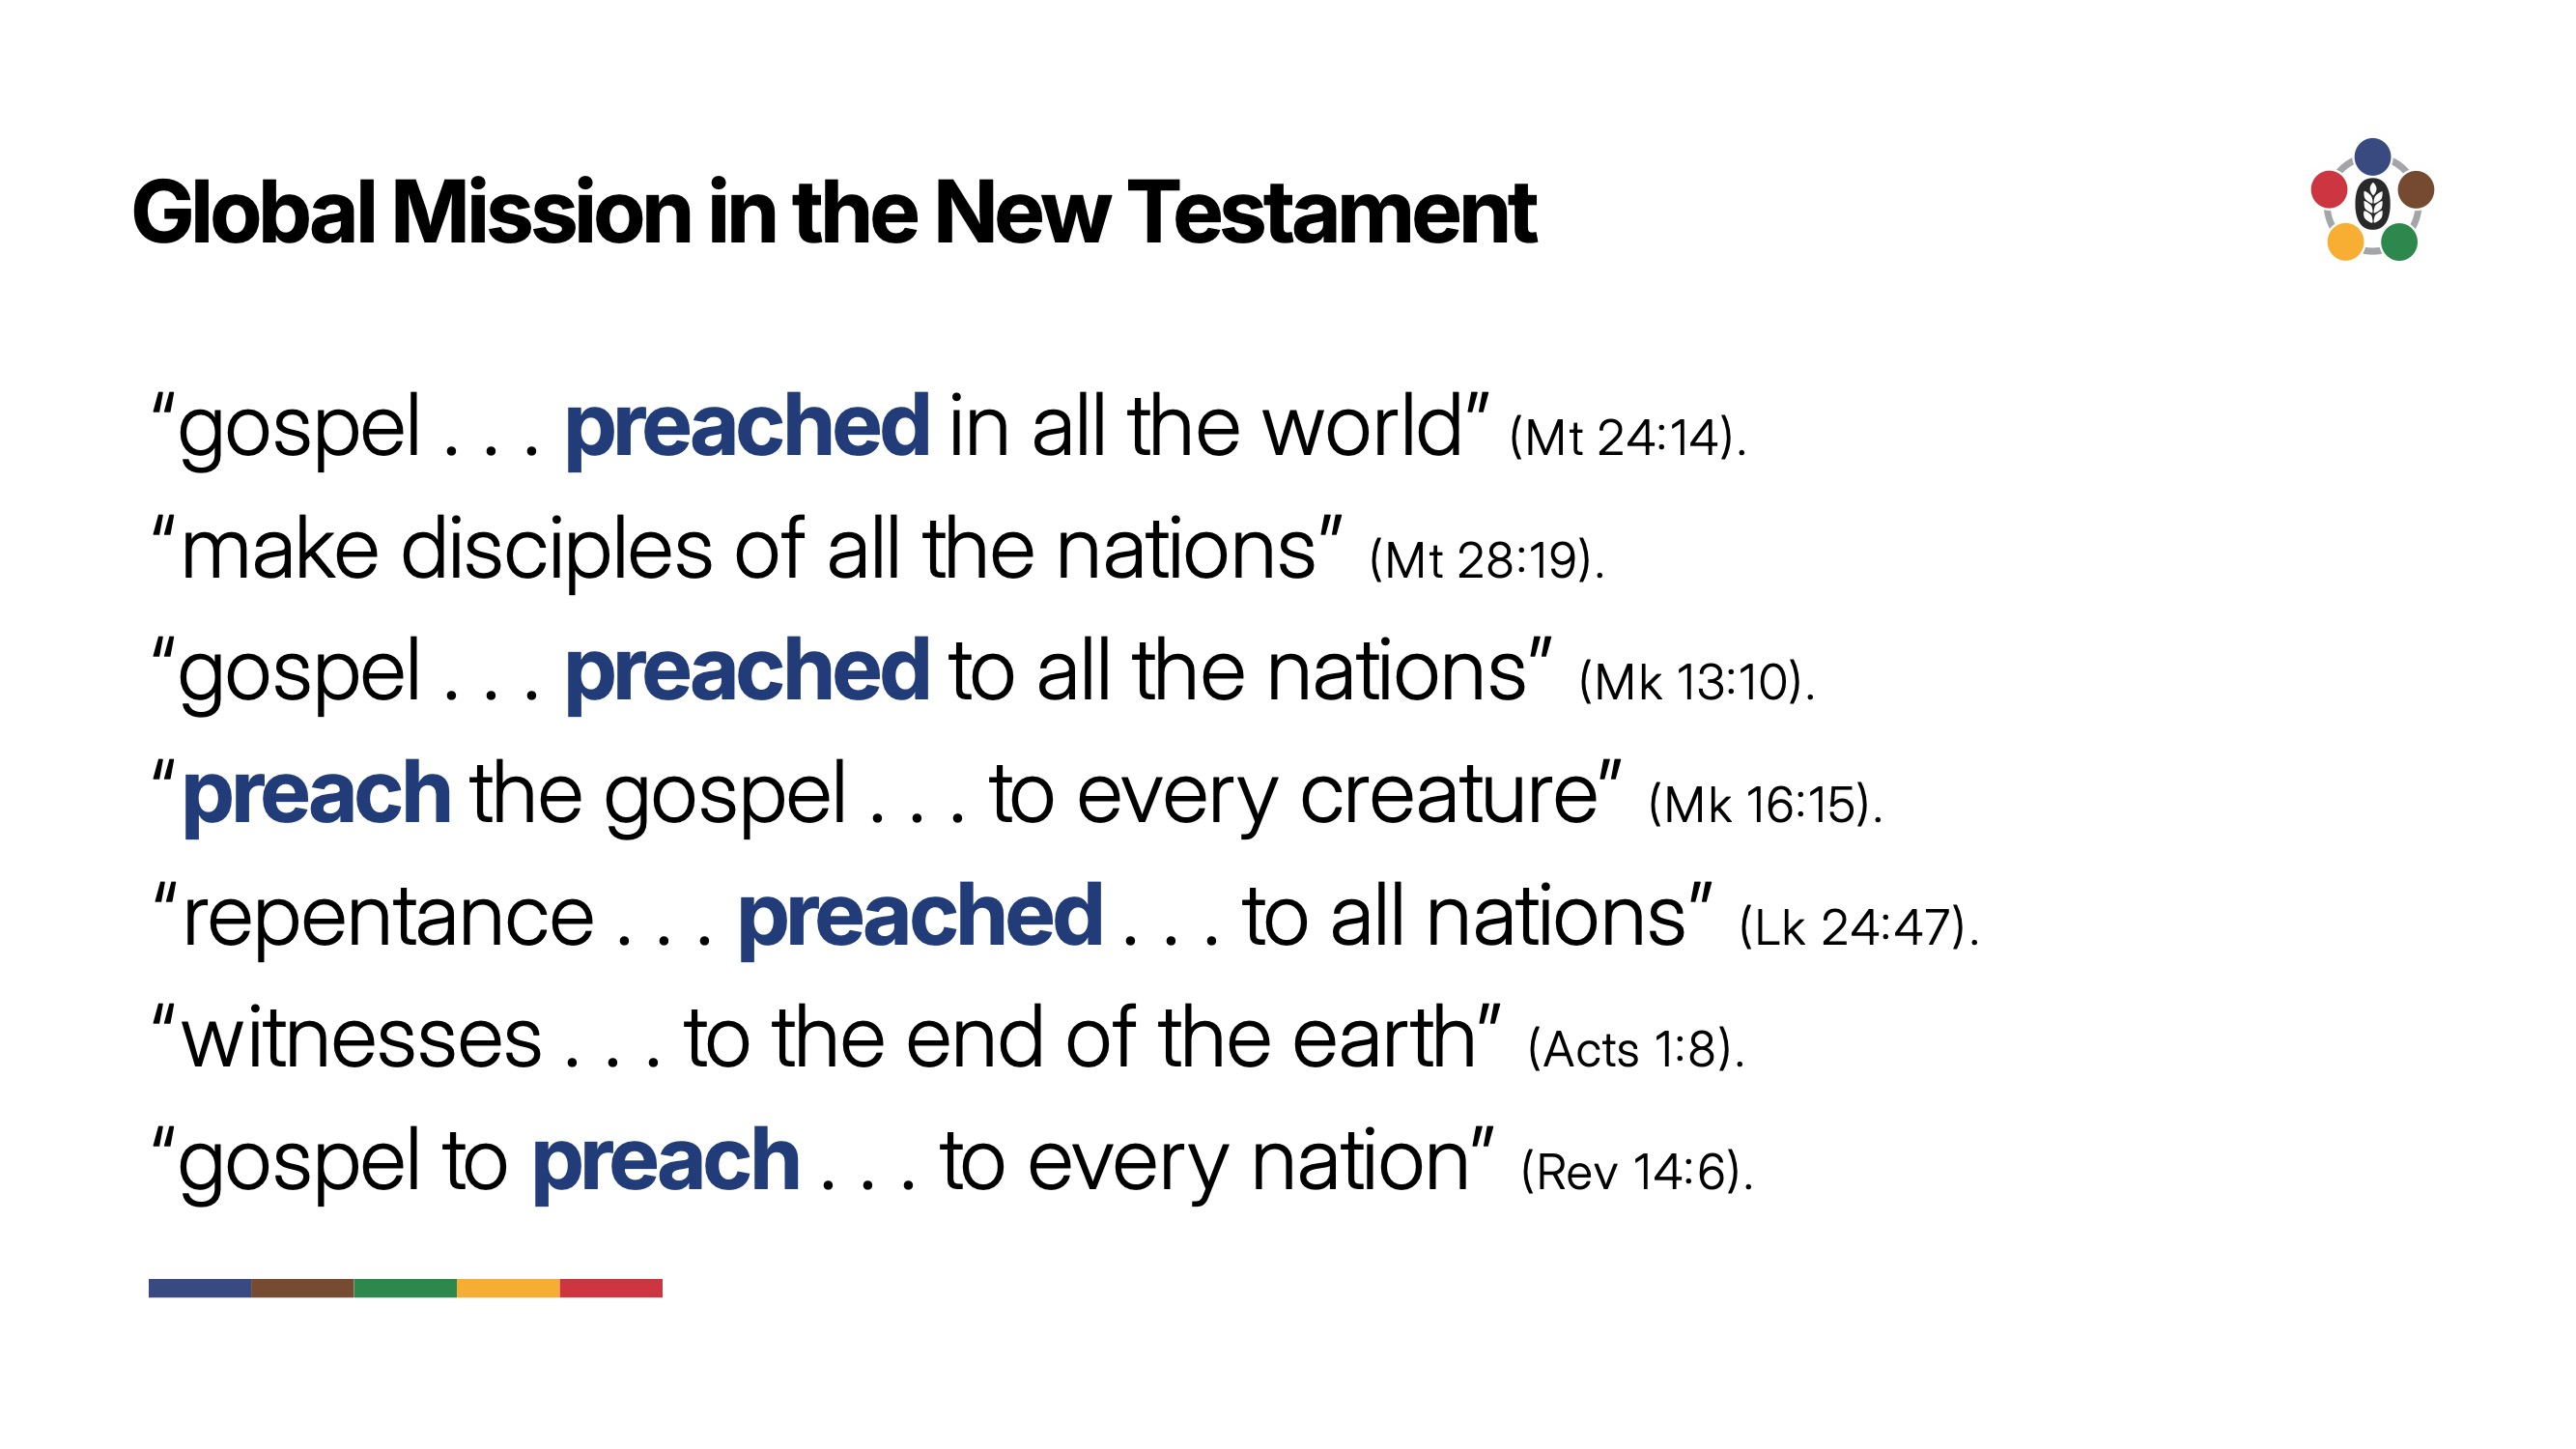 Global Mission in the New Testament
“gospel . . . preached in all the world” (Mt 24:14).
“make disciples of all the nations” (Mt 28:19).
“gospel . . . preached to all the nations” (Mk 13:10).
“preach the gospel . . . to every creature” (Mk 16:15).
“repentance . . . preached . . . to all nations” (Lk 24:47).
“witnesses . . . to the end of the earth” (Acts 1:8).
“gospel to preach . . . to every nation” (Rev 14:6).